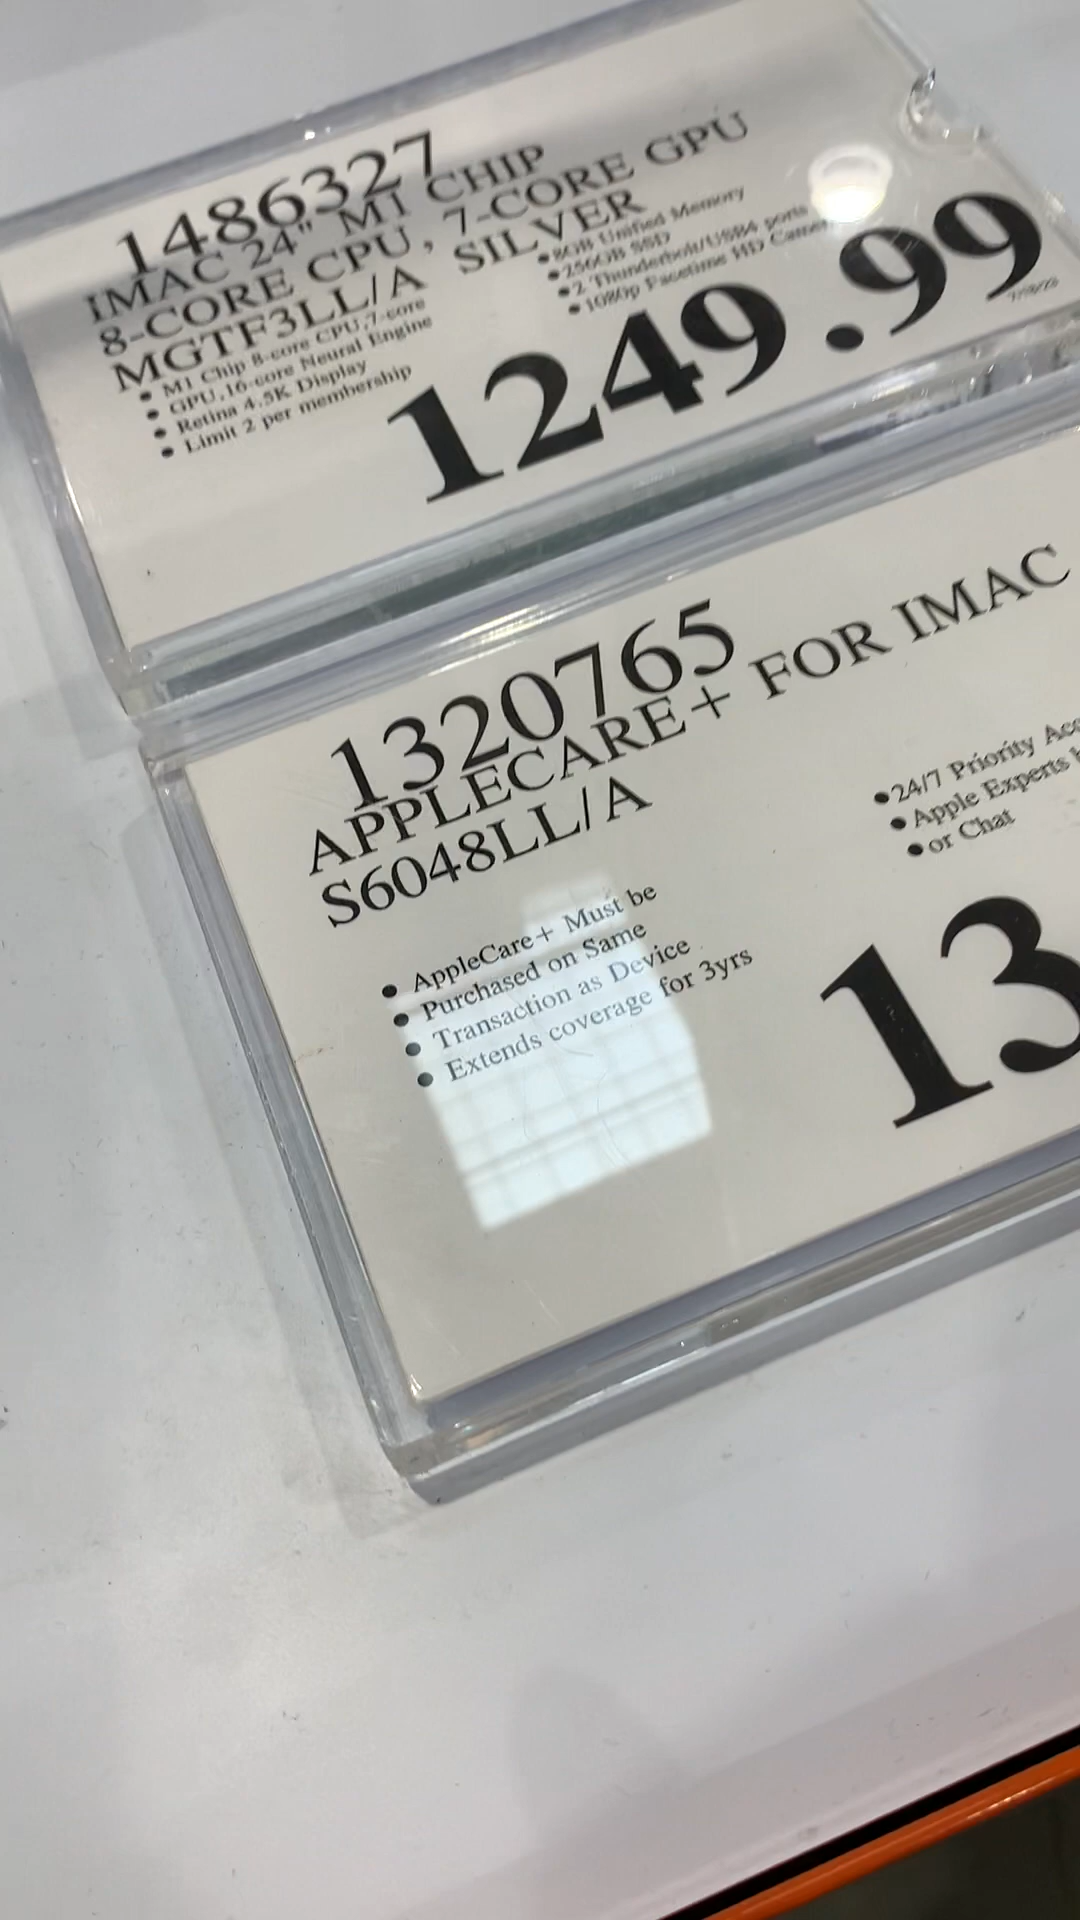 1486327
IMAC 24" M1 CHIP
8-CORE CPU, 7-CORE GPU
MGTF3LL/A SILVER
• M1 Chip 8-core CPU,7-core
• GPU,16-core Neural Engine
• Retina 4.5K Display
• Limit 2 per membership
•8GB Unified Memory
•256GB SSD
•2 Thunderbolt/USB4 ports
•1080p Facetime HD Camera
1249.99
1320765
APPLECARE+ FOR IMAC
S6048LL/A
• AppleCare+ Must be
• Purchased on Same
• Transaction as Device
• Extends coverage for 3yrs
•24/7 Priority Acc
•Apple Experts
•or Chat
13